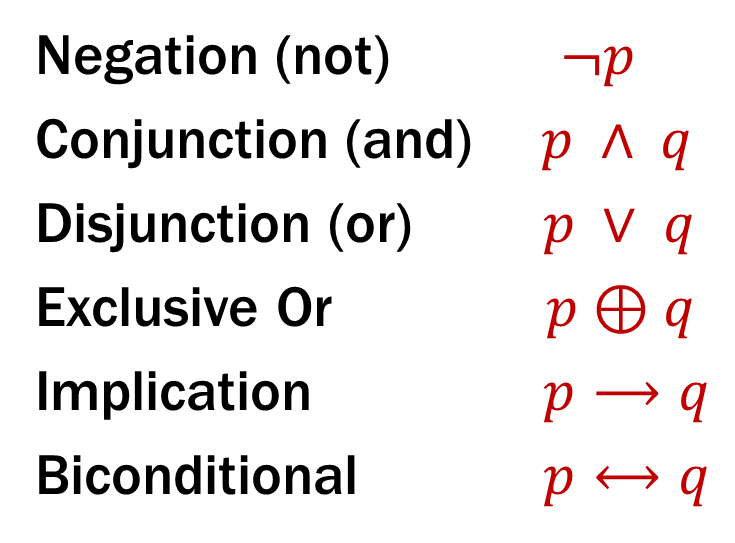 Negation (not) ¬p
Conjunction (and) p ∧ q
Disjunction (or) p ∨ q
Exclusive Or p ⊕ q
Implication p ⟶ q
Biconditional p ⟷ q